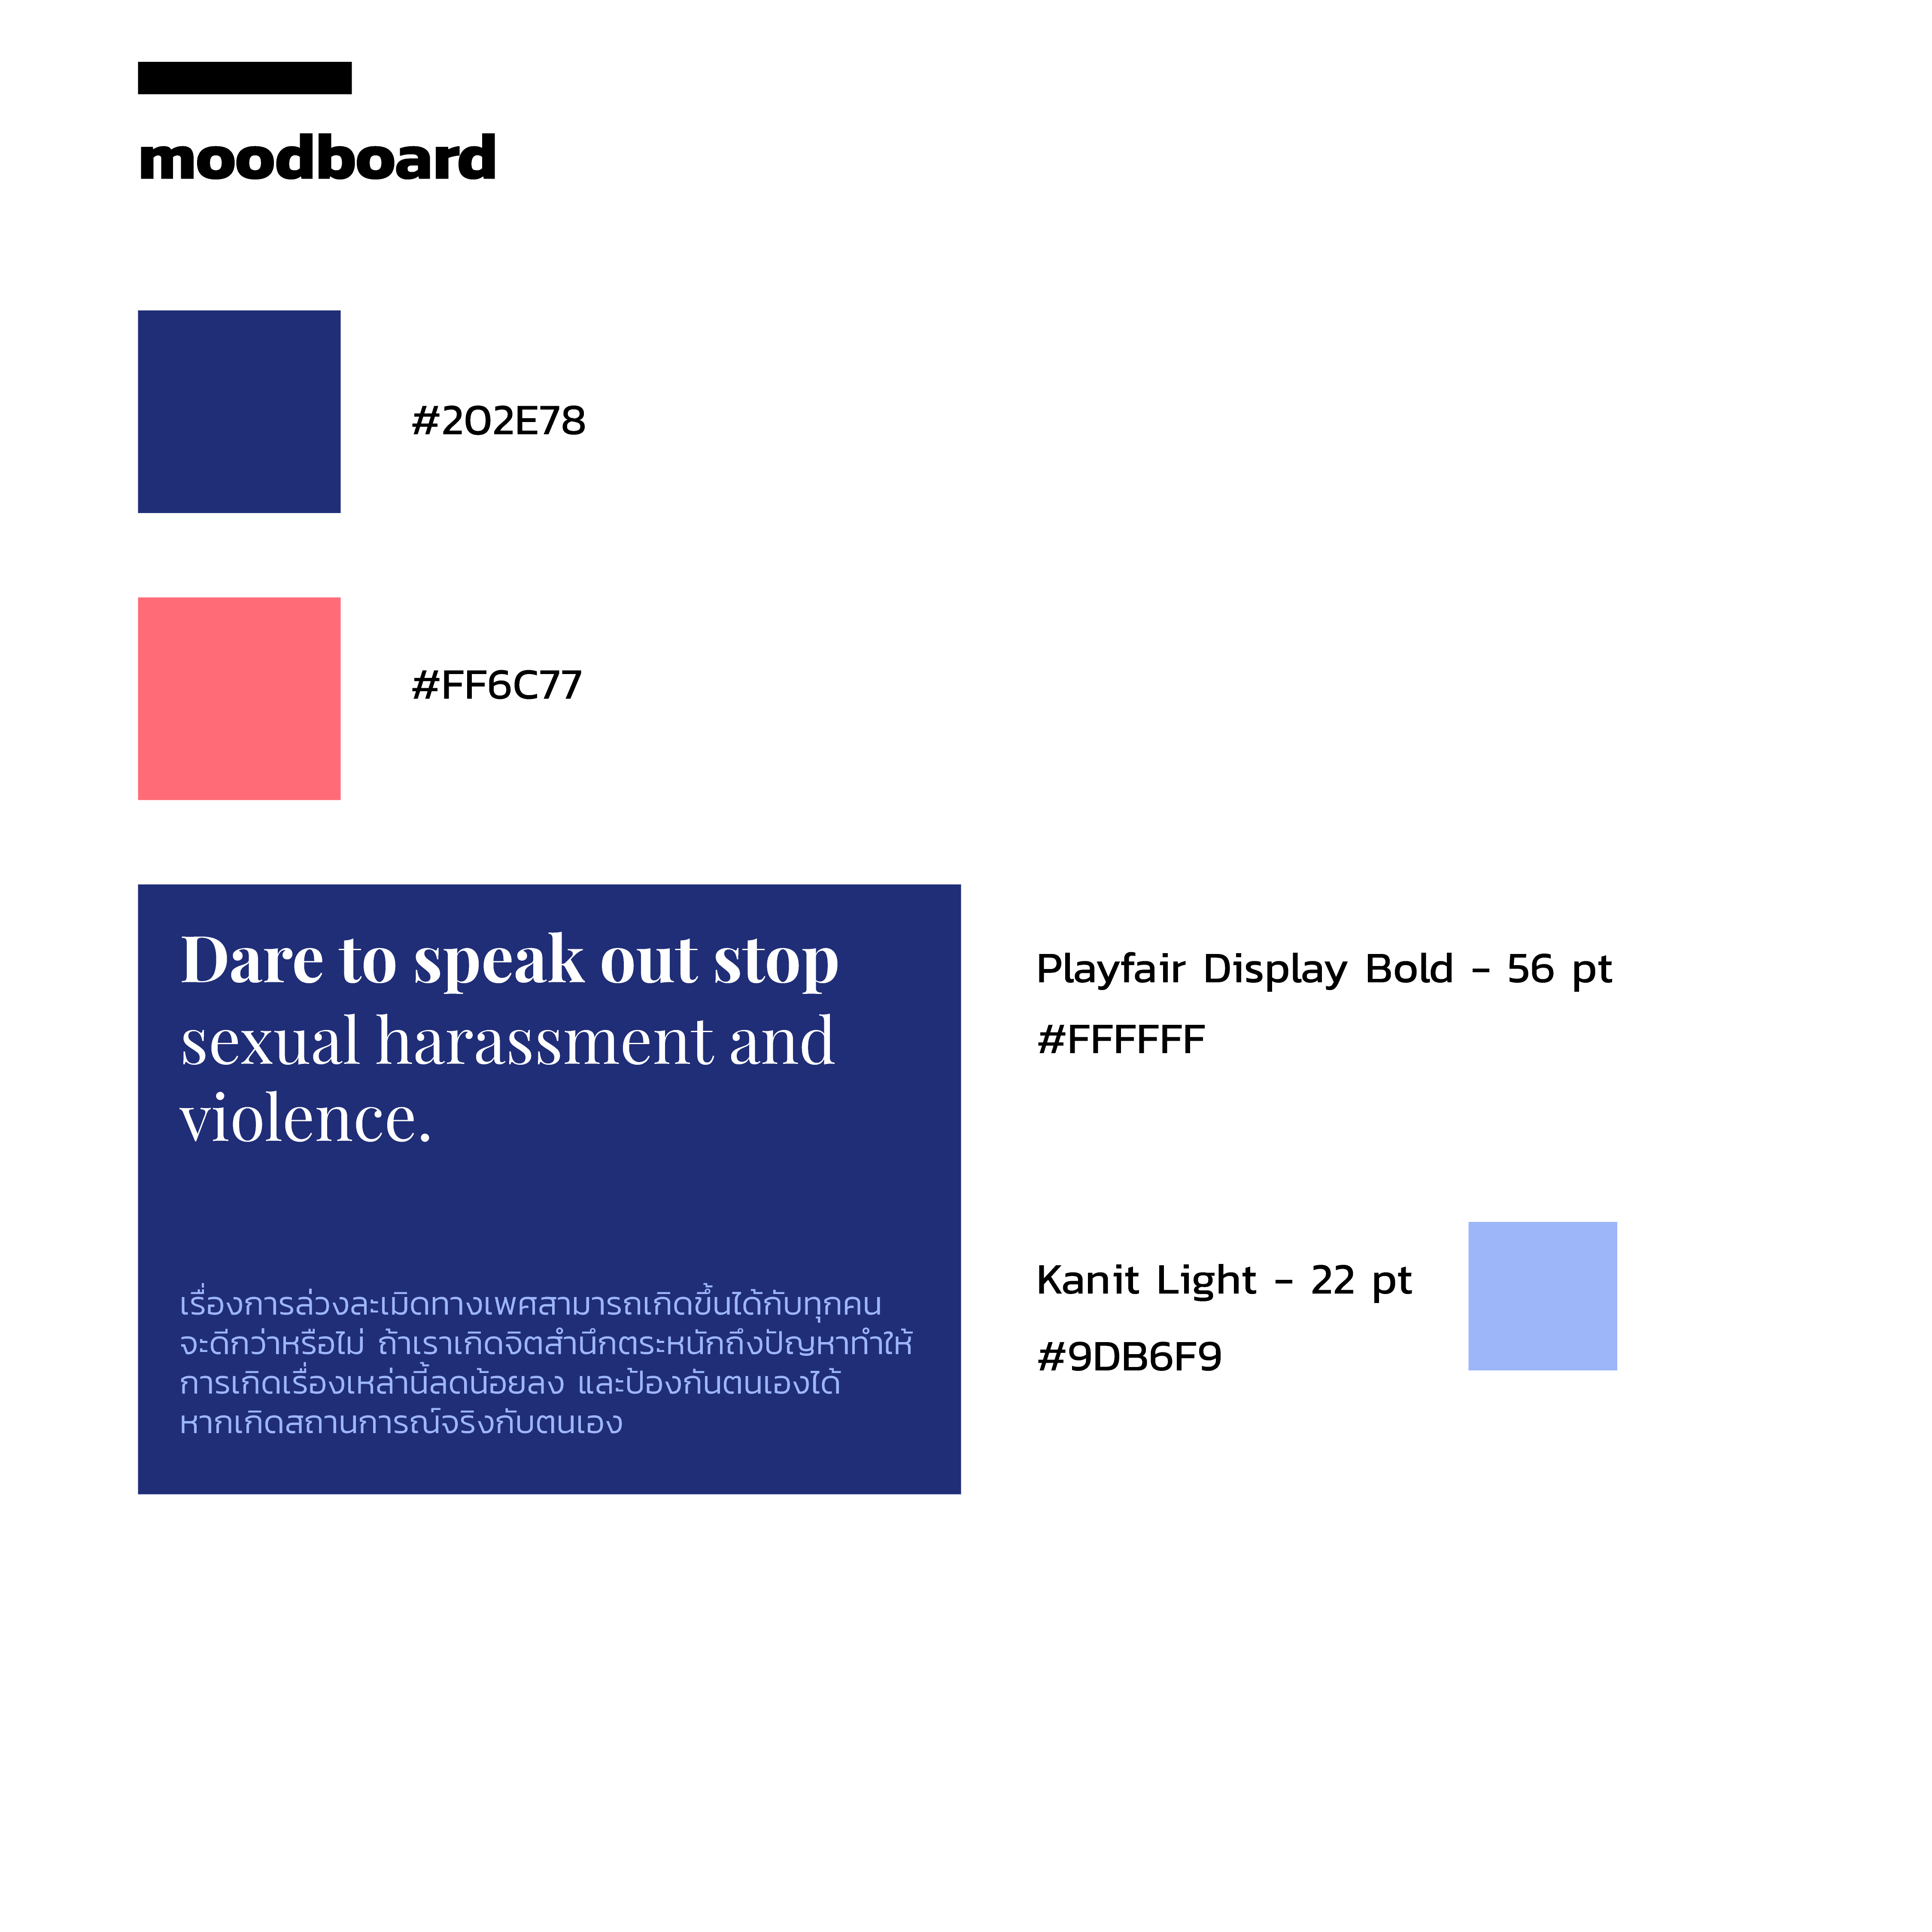 moodboard
#202E78
#FF6C77
Dare to speak out stop
sexual harassment and
violence.
Playfair Display Bold - 56 pt
#FFFFFF
เรื่องการล่วงละเมิดทางเพศสามารถเกิดขึ้นได้กับทุกคน
จะดีกว่าหรือไม่ ถ้าเราเกิดจิตสำนึกตระหนักถึงปัญหาทำให้
การเกิดเรื่องเหล่านี้ลดน้อยลง และป้องกันตนเองได้
หากเกิดสถานการณ์จริงกับตนเอง
Kanit Light - 22 pt
#9DB6F9